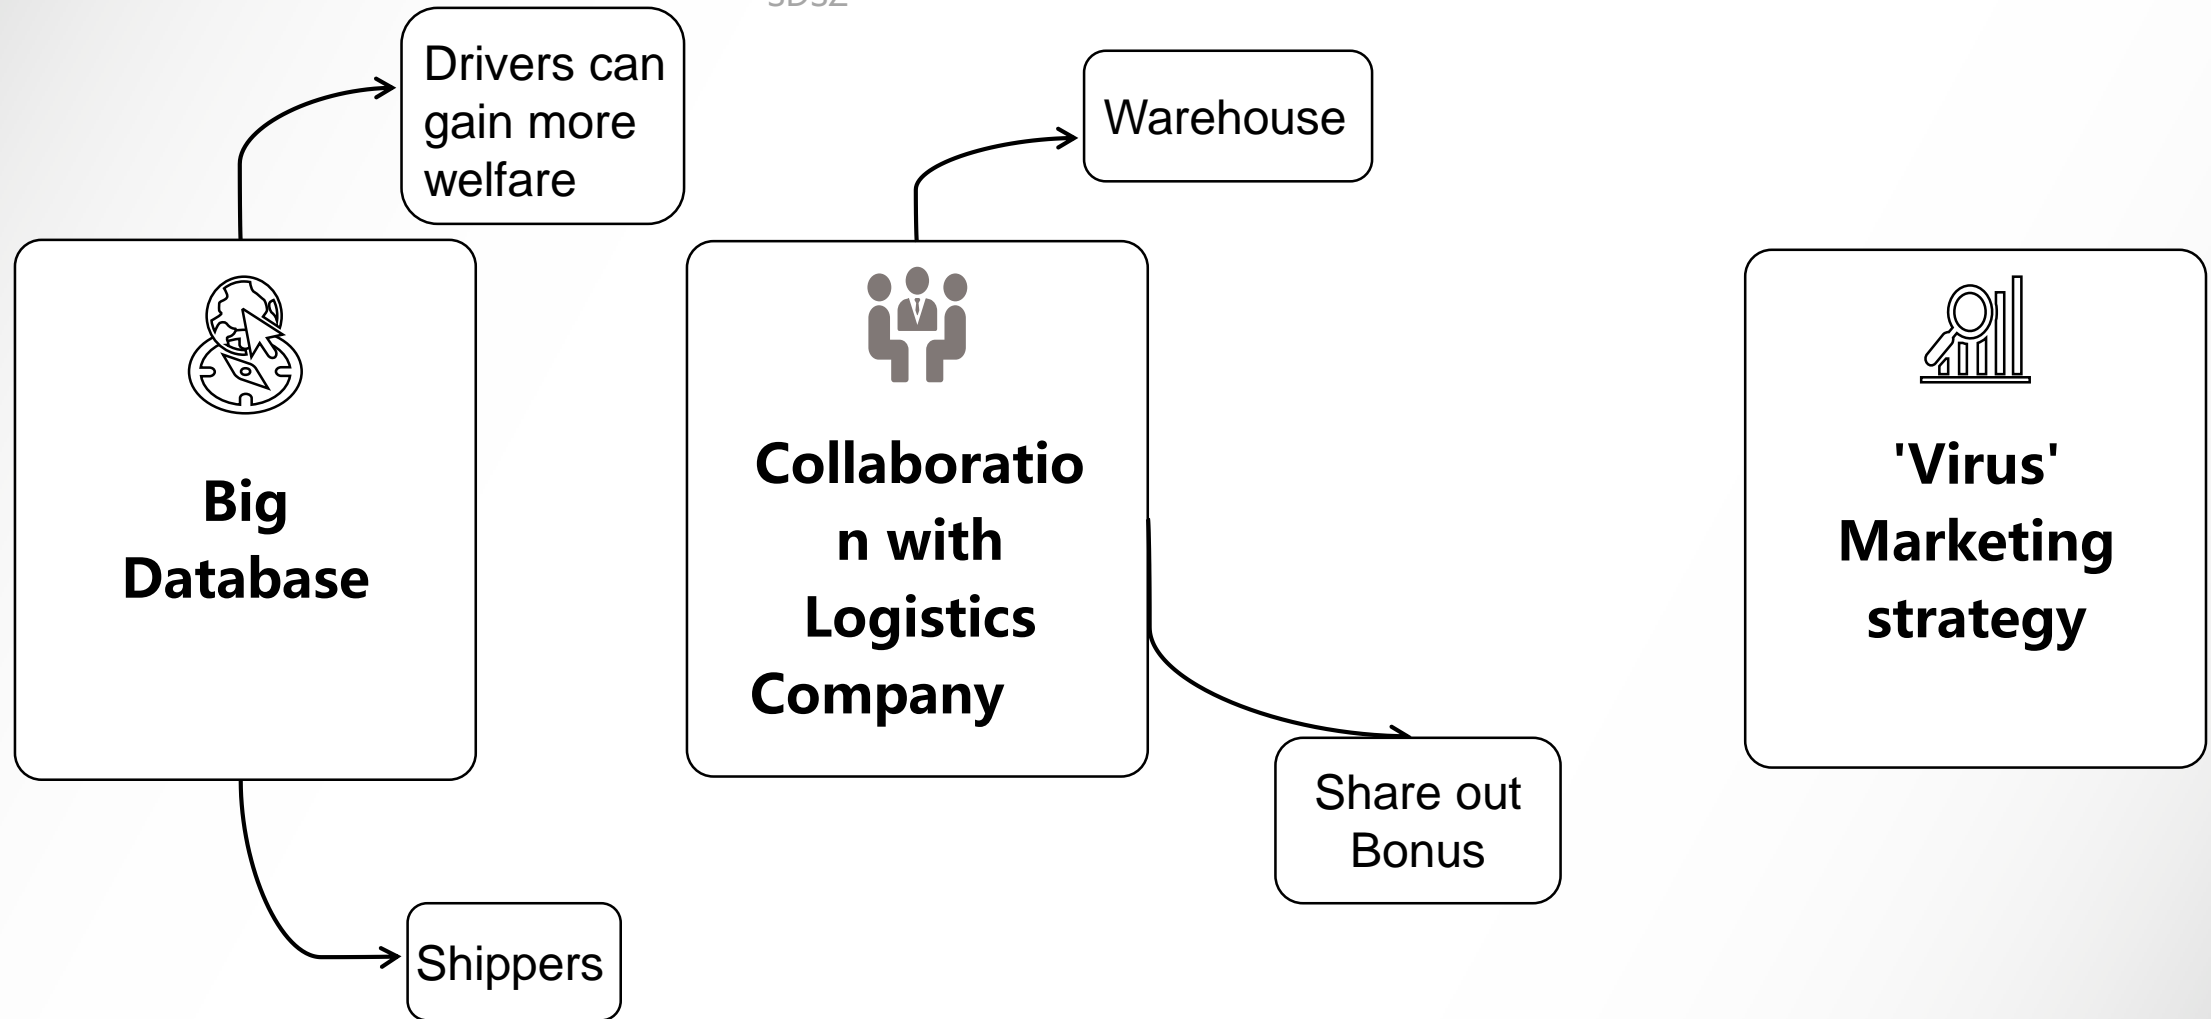 Drivers can
gain more
welfare
Warehouse
Big
Database
Collaboratio
n with
Logistics
Company
'Virus'
Marketing
strategy
Share out
Bonus
Shippers